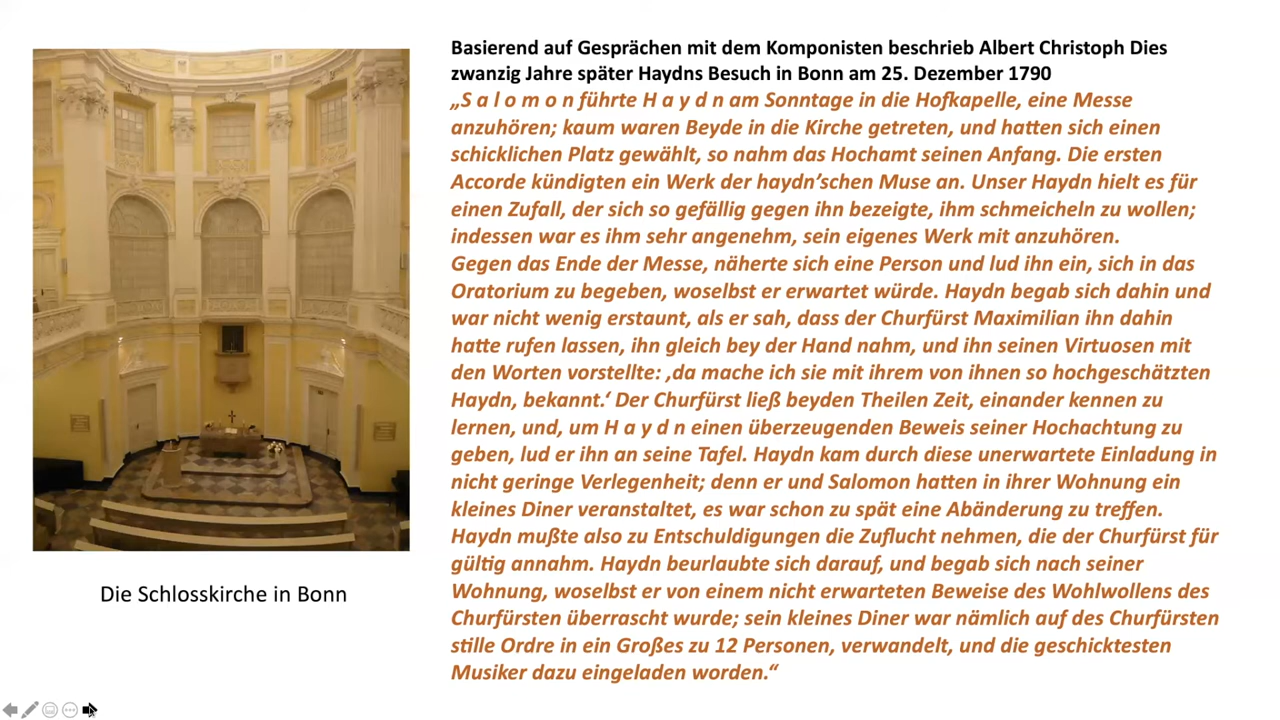 Basierend auf Gesprächen mit dem Komponisten beschrieb Albert Christoph Dies
zwanzig Jahre später Haydns Besuch in Bonn am 25. Dezember 1790
„S a l o m o n führte H a y d n am Sonntage in die Hofkapelle, eine Messe
anzuhören; kaum waren Beyde in die Kirche getreten, und hatten sich einen
schicklichen Platz gewählt, so nahm das Hochamt seinen Anfang. Die ersten
Accorde kündigten ein Werk der haydn’schen Muse an. Unser Haydn hielt es für
einen Zufall, der sich so gefällig gegen ihn bezeigte, ihm schmeicheln zu wollen;
indessen war es ihm sehr angenehm, sein eigenes Werk mit anzuhören.
Gegen das Ende der Messe, näherte sich eine Person und lud ihn ein, sich in das
Oratorium zu begeben, woselbst er erwartet würde. Haydn begab sich dahin und
war nicht wenig erstaunt, als er sah, dass der Churfürst Maximilian ihn dahin
hatte rufen lassen, ihn gleich bey der Hand nahm, und ihn seinen Virtuosen mit
den Worten vorstellte: ‚da mache ich sie mit ihrem von ihnen so hochgeschätzten
Haydn, bekannt.‘ Der Churfürst ließ beyden Theilen Zeit, einander kennen zu
lernen, und, um H a y d n einen überzeugenden Beweis seiner Hochachtung zu
geben, lud er ihn an seine Tafel. Haydn kam durch diese unerwartete Einladung in
nicht geringe Verlegenheit; denn er und Salomon hatten in ihrer Wohnung ein
kleines Diner veranstaltet, es war schon zu spät eine Abänderung zu treffen.
Haydn mußte also zu Entschuldigungen die Zuflucht nehmen, die der Churfürst für
gültig annahm. Haydn beurlaubte sich darauf, und begab sich nach seiner
Wohnung, woselbst er von einem nicht erwarteten Beweise des Wohlwollens des
Churfürsten überrascht wurde; sein kleines Diner war nämlich auf des Churfürsten
stille Ordre in ein Großes zu 12 Personen, verwandelt, und die geschicktesten
Musiker dazu eingeladen worden.“
Die Schlosskirche in Bonn